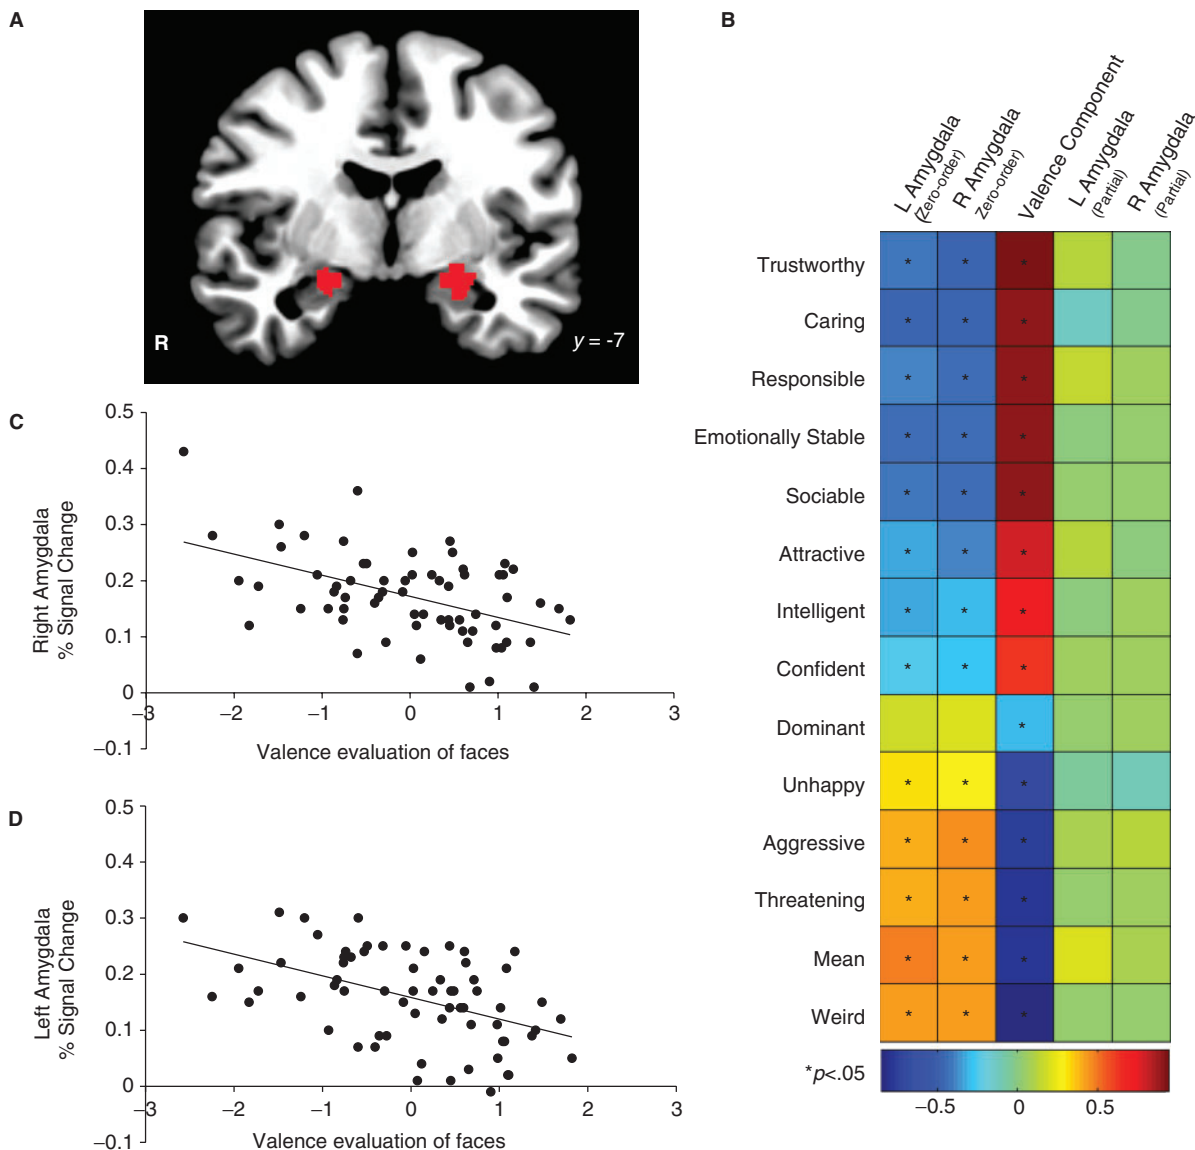 A
R
y = -7
B
L Amygdala
(Zero-order)
R Amygdala
Zero-order)
Valence Component
L Amygdala
(Partial)
R Amygdala
(Partial)
Trustworthy * * *
Caring * * *
Responsible * * *
Emotionally Stable * * *
Sociable * * *
Attractive * * *
Intelligent * * *
Confident * * *
Dominant *
Unhappy * * *
Aggressive * * *
Threatening * * *
Mean * * *
Weird * * *
*p<.05
−0.5 0 0.5
C
Right Amygdala
% Signal Change
0.5
0.4
0.3
0.2
0.1
0
−0.1
−3 −2 −1 0 1 2 3
Valence evaluation of faces
D
Left Amygdala
% Signal Change
0.5
0.4
0.3
0.2
0.1
0
−0.1
−3 −2 −1 0 1 2 3
Valence evaluation of faces